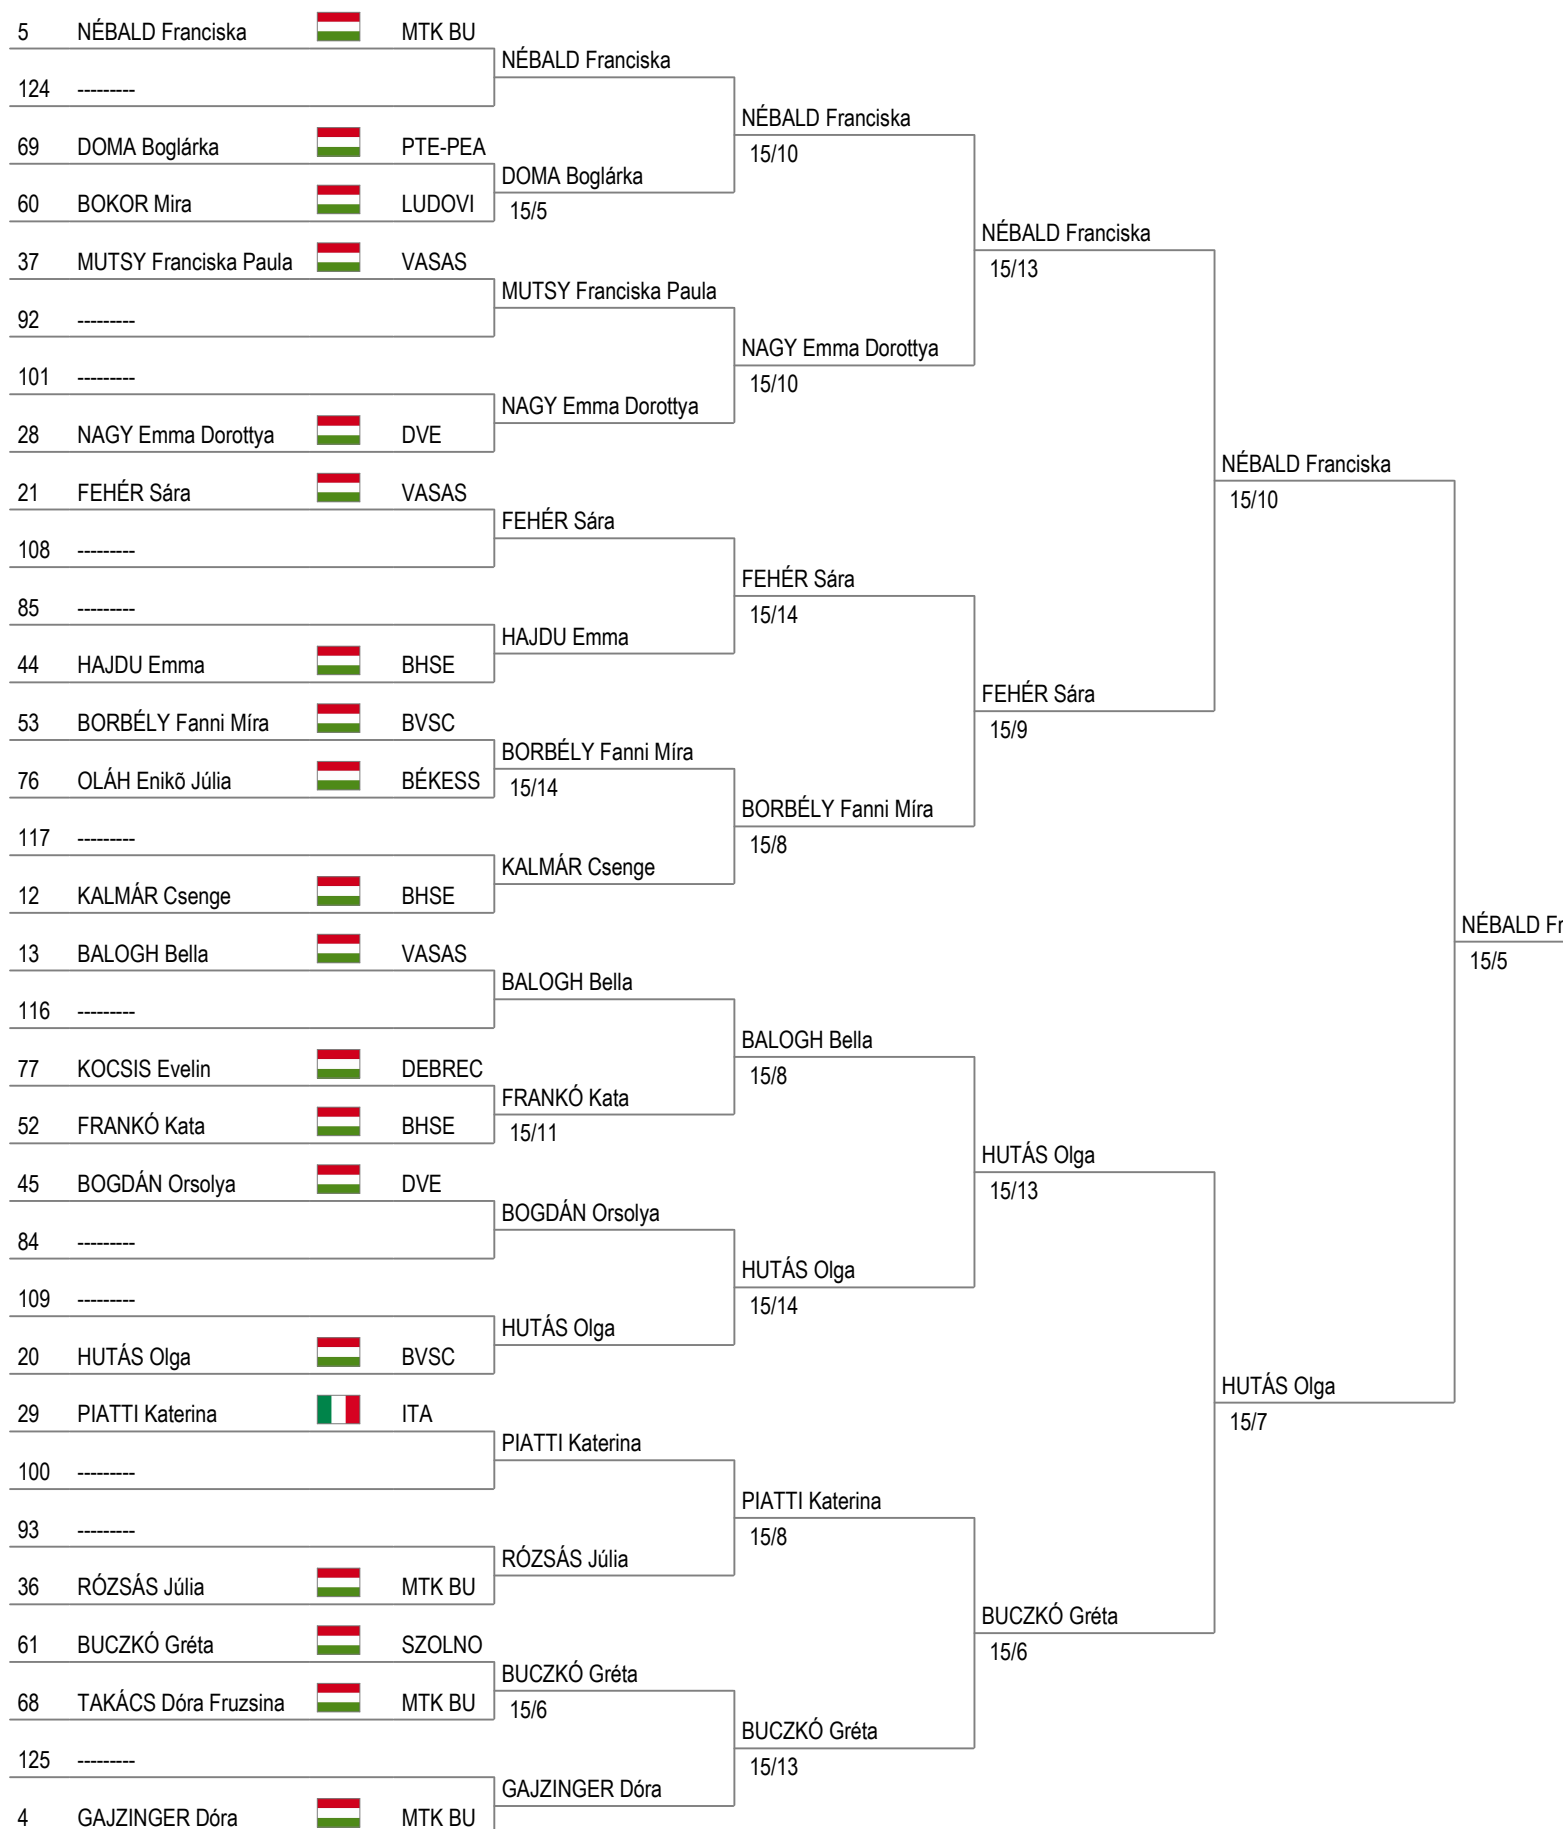 5 NÉBALD Franciska MTK BU
NÉBALD Franciska
124 ---------
NÉBALD Franciska
15/10
69 DOMA Boglárka PTE-PEA
DOMA Boglárka
15/5
60 BOKOR Mira LUDOVI
NÉBALD Franciska
15/13
37 MUTSY Franciska Paula VASAS
MUTSY Franciska Paula
92 ---------
NAGY Emma Dorottya
15/10
101 ---------
NAGY Emma Dorottya
28 NAGY Emma Dorottya DVE
NÉBALD Franciska
15/10
21 FEHÉR Sára VASAS
FEHÉR Sára
108 ---------
FEHÉR Sára
15/14
85 ---------
HAJDU Emma
44 HAJDU Emma BHSE
FEHÉR Sára
15/9
53 BORBÉLY Fanni Míra BVSC
BORBÉLY Fanni Míra
15/14
76 OLÁH Enikõ Júlia BÉKESS
BORBÉLY Fanni Míra
15/8
117 ---------
KALMÁR Csenge
12 KALMÁR Csenge BHSE
NÉBALD Fr
15/5
13 BALOGH Bella VASAS
BALOGH Bella
116 ---------
BALOGH Bella
15/8
77 KOCSIS Evelin DEBREC
FRANKÓ Kata
15/11
52 FRANKÓ Kata BHSE
HUTÁS Olga
15/13
45 BOGDÁN Orsolya DVE
BOGDÁN Orsolya
84 ---------
HUTÁS Olga
15/14
109 ---------
HUTÁS Olga
20 HUTÁS Olga BVSC
HUTÁS Olga
15/7
29 PIATTI Katerina ITA
PIATTI Katerina
100 ---------
PIATTI Katerina
15/8
93 ---------
RÓZSÁS Júlia
36 RÓZSÁS Júlia MTK BU
BUCZKÓ Gréta
15/6
61 BUCZKÓ Gréta SZOLNO
BUCZKÓ Gréta
15/6
68 TAKÁCS Dóra Fruzsina MTK BU
BUCZKÓ Gréta
15/13
125 ---------
GAJZINGER Dóra
4 GAJZINGER Dóra MTK BU